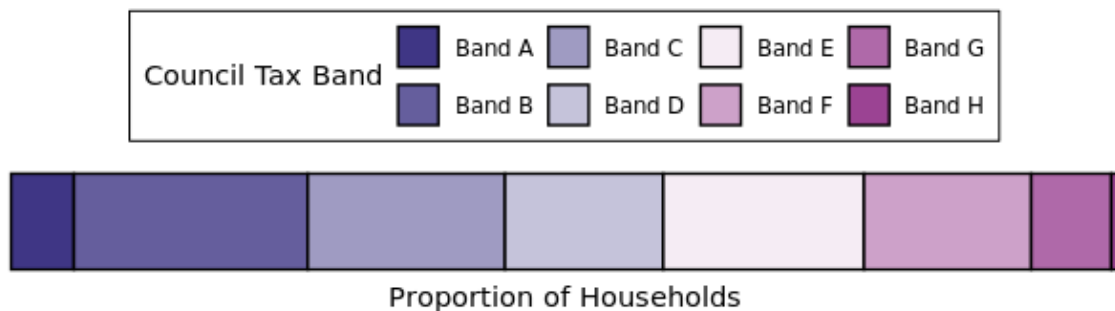 Council Tax Band
Band A
Band C
Band E
Band G
Band B
Band D
Band F
Band H
Proportion of Households